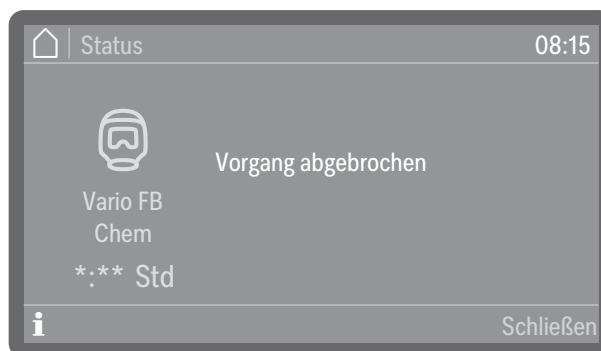 Status
08:15
Vorgang abgebrochen
Vario FB
Chem
*:** Std
i
Schließen